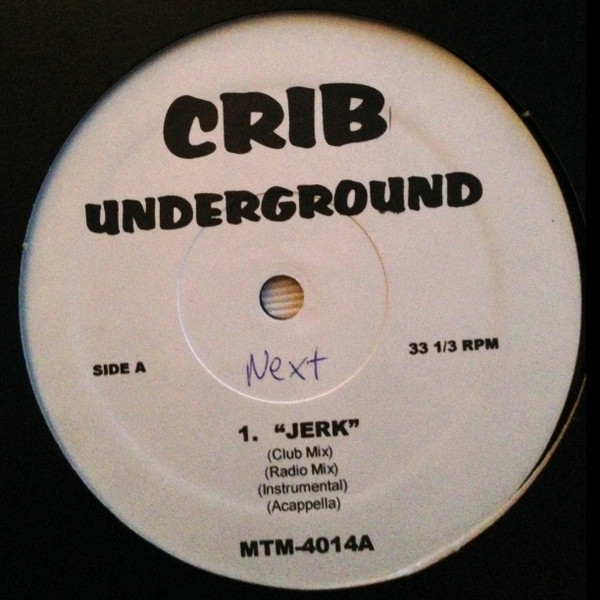 CRIB
UNDERGROUND
SIDE A
33 1/3 RPM
Next
1. “JERK”
(Club Mix)
(Radio Mix)
(Instrumental)
(Acappella)
MTM-4014A